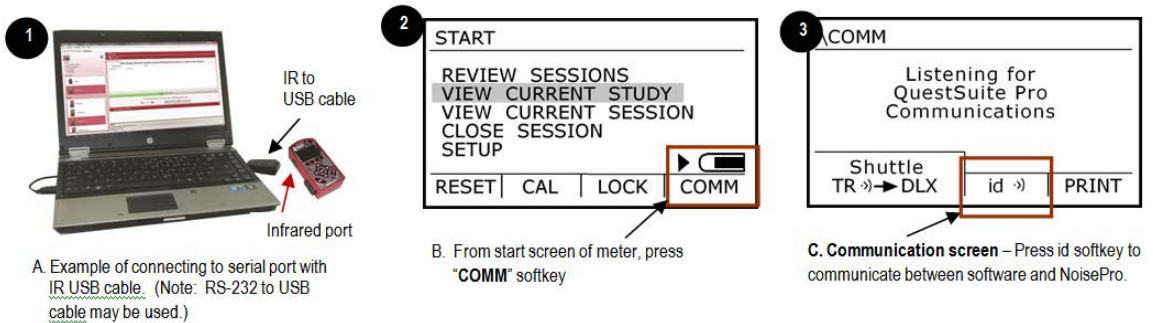 1
IR to
USB cable
Infrared port
A. Example of connecting to serial port with
IR USB cable. (Note: RS-232 to USB
cable may be used.)
2
START
REVIEW SESSIONS
VIEW CURRENT STUDY
VIEW CURRENT SESSION
CLOSE SESSION
SETUP
RESET CAL LOCK COMM
B. From start screen of meter, press
“COMM” softkey
3
\COMM
Listening for
QuestSuite Pro
Communications
Shuttle
TR DLX id PRINT
C. Communication screen – Press id softkey to
communicate between software and NoisePro.